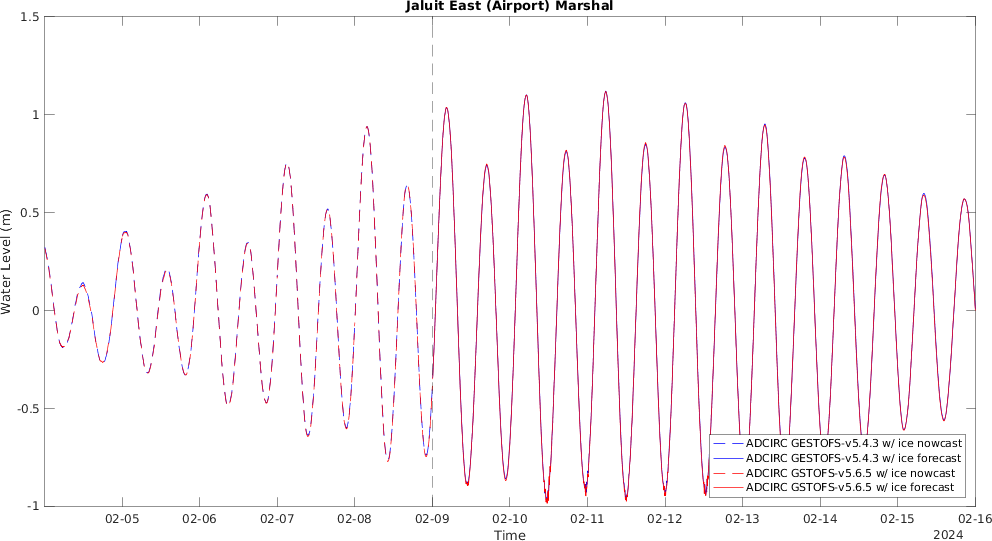 Jaluit East (Airport) Marshal
1.5
1
0.5
0
-0.5
-1
Water Level (m)
ADCIRC GESTOFS-v5.4.3 w/ ice nowcast
ADCIRC GESTOFS-v5.4.3 w/ ice forecast
ADCIRC GSTOFS-v5.6.5 w/ ice nowcast
ADCIRC GSTOFS-v5.6.5 w/ ice forecast
02-05 02-06 02-07 02-08 02-09 02-10 02-11 02-12 02-13 02-14 02-15 02-16
Time
2024